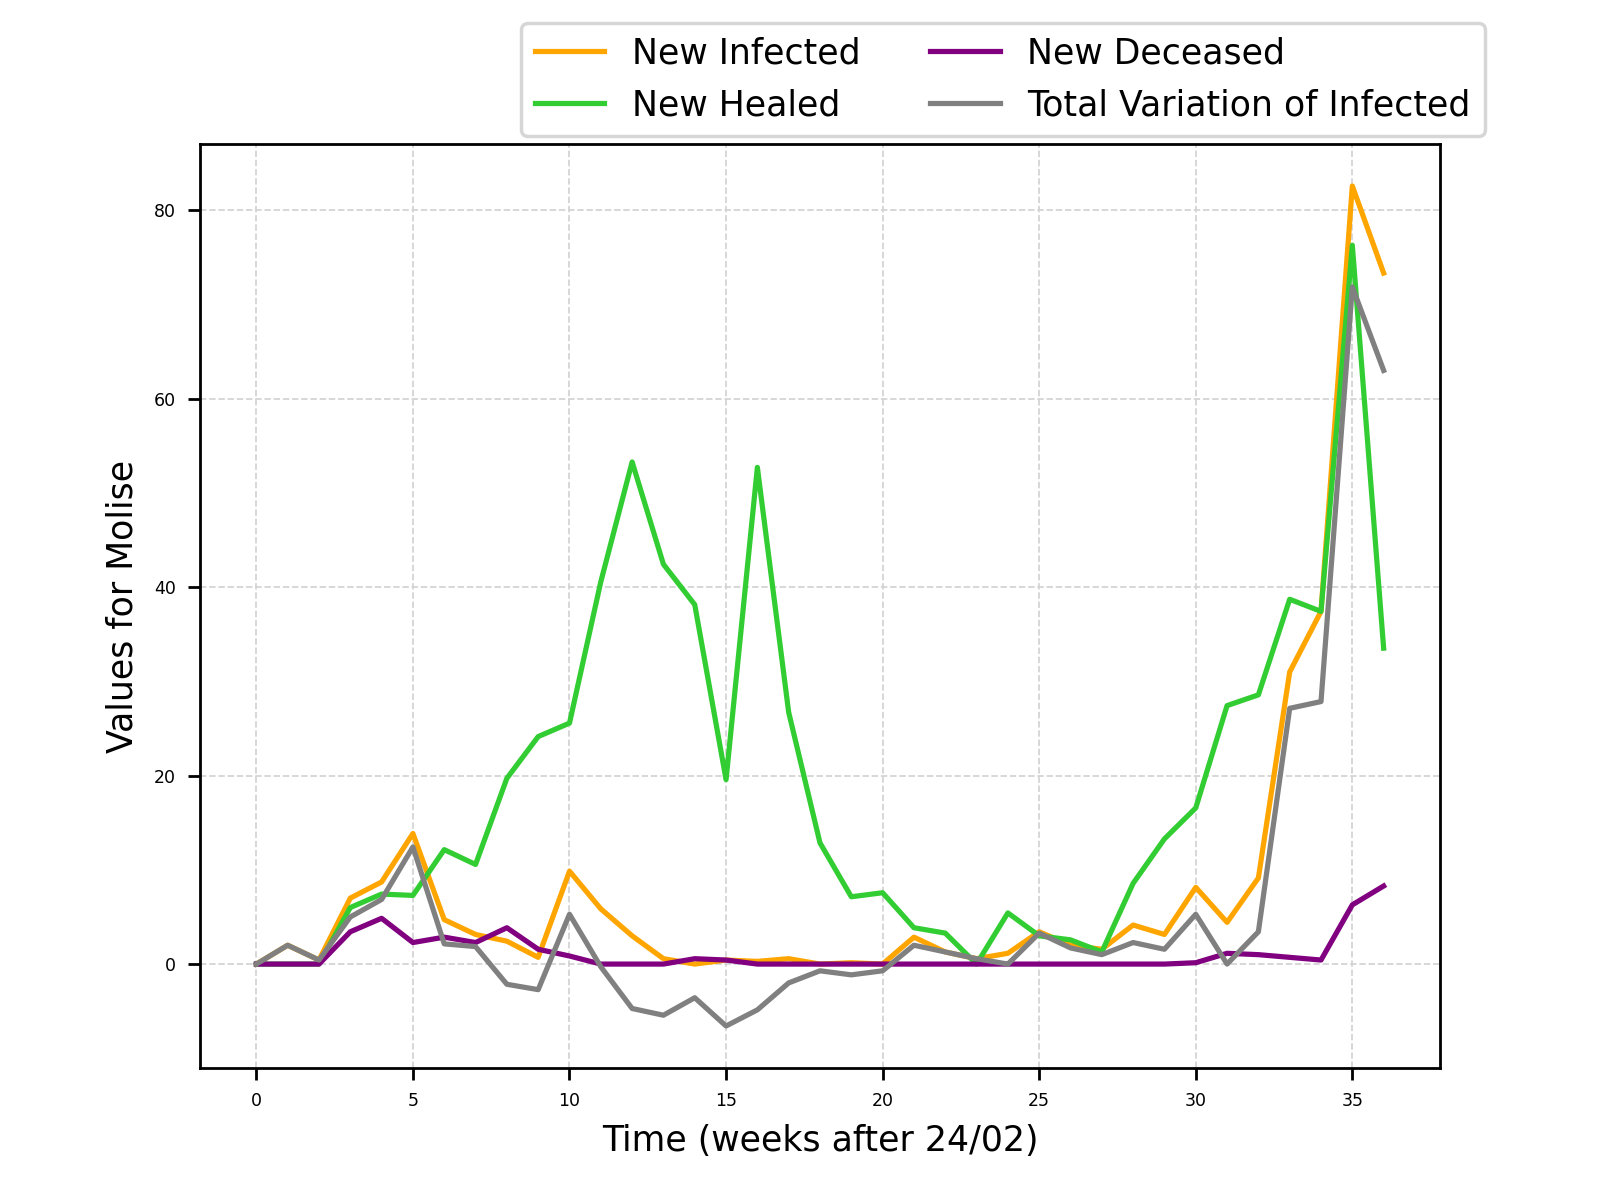 New Infected
New Healed
New Deceased
Total Variation of Infected
Values for Molise
80
60
40
20
0
0 5 10 15 20 25 30 35
Time (weeks after 24/02)